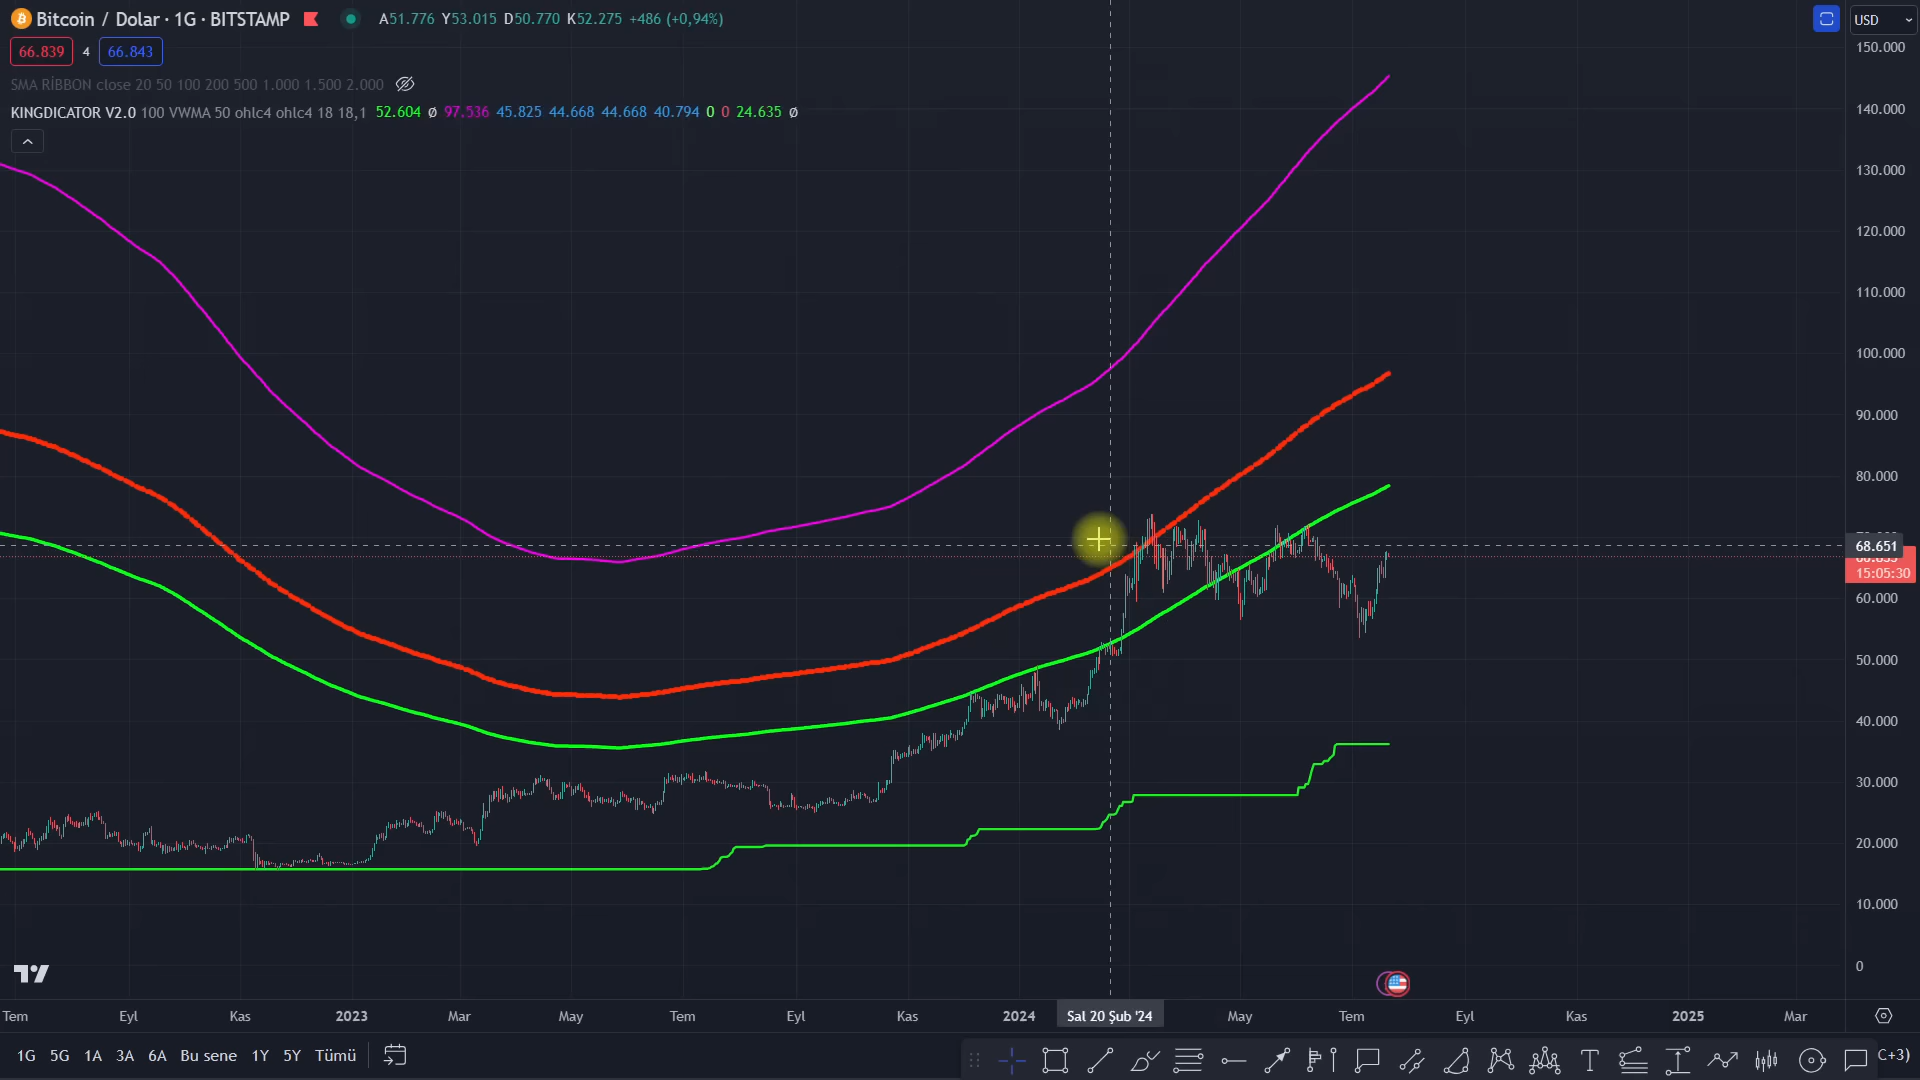 Bitcoin / Dolar · 1G · BITSTAMP A51.776 Y53.015 D50.770 K52.275 +486 (+0,94%)
USD
66.839 4 66.843
SMA RİBBON close 20 50 100 200 500 1.000 1.500 2.000
KINGDICATOR V2.0 100 VWMA 50 ohlc4 ohlc4 18 18,1 52.604 ø 97.536 45.825 44.668 44.668 40.794 0 0 24.635 ø
150.000
140.000
130.000
120.000
110.000
100.000
90.000
80.000
68.651
15:05:30
60.000
50.000
40.000
30.000
20.000
10.000
0
Tem Eyl Kas 2023 Mar May Tem Eyl Kas 2024 Sal 20 Şub '24 May Tem Eyl Kas 2025 Mar
1G 5G 1A 3A 6A Bu sene 1Y 5Y Tümü
C+3)